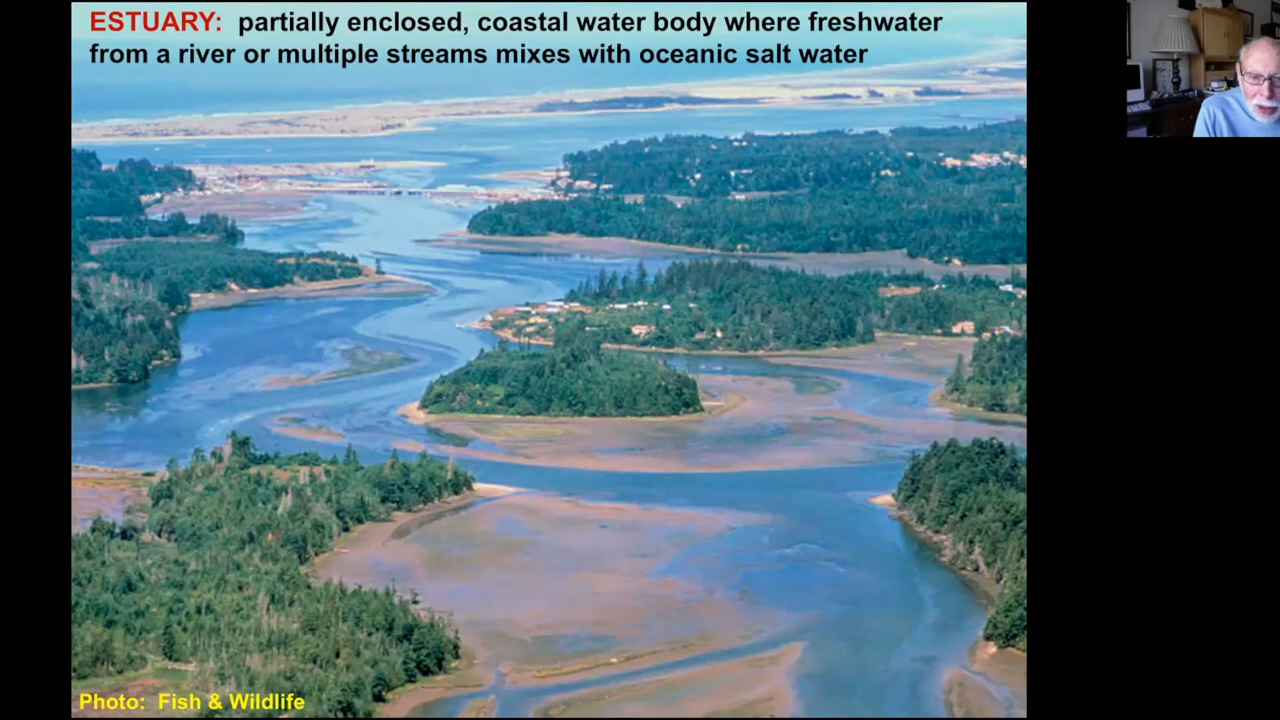 ESTUARY: partially enclosed, coastal water body where freshwater
from a river or multiple streams mixes with oceanic salt water
Photo: Fish & Wildlife